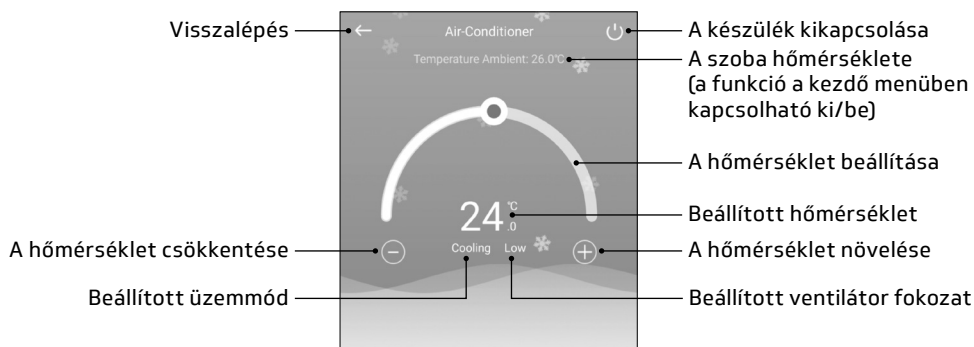 Visszalépés
Air-Conditioner
A készülék kikapcsolása
Temperature Ambient: 26.0°C
A szoba hőmérséklete
(a funkció a kezdő menüben
kapcsolható ki/be)
A hőmérséklet beállítása
24 °C .0
Beállított hőmérséklet
A hőmérséklet csökkentése
Cooling Low
A hőmérséklet növelése
Beállított üzemmód
Beállított ventilátor fokozat